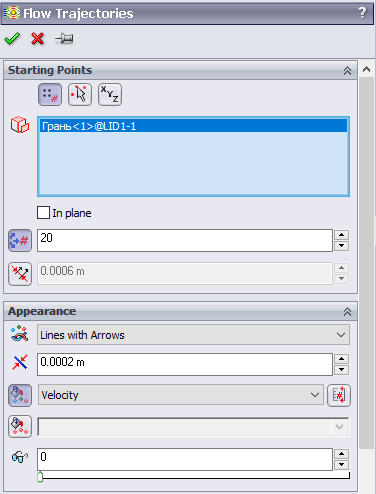 Flow Trajectories ?
Starting Points
# X Y Z
Грань<1>@LID1-1
In plane
# 20
0.0006 m
Appearance
Lines with Arrows
0.0002 m
Velocity #
0